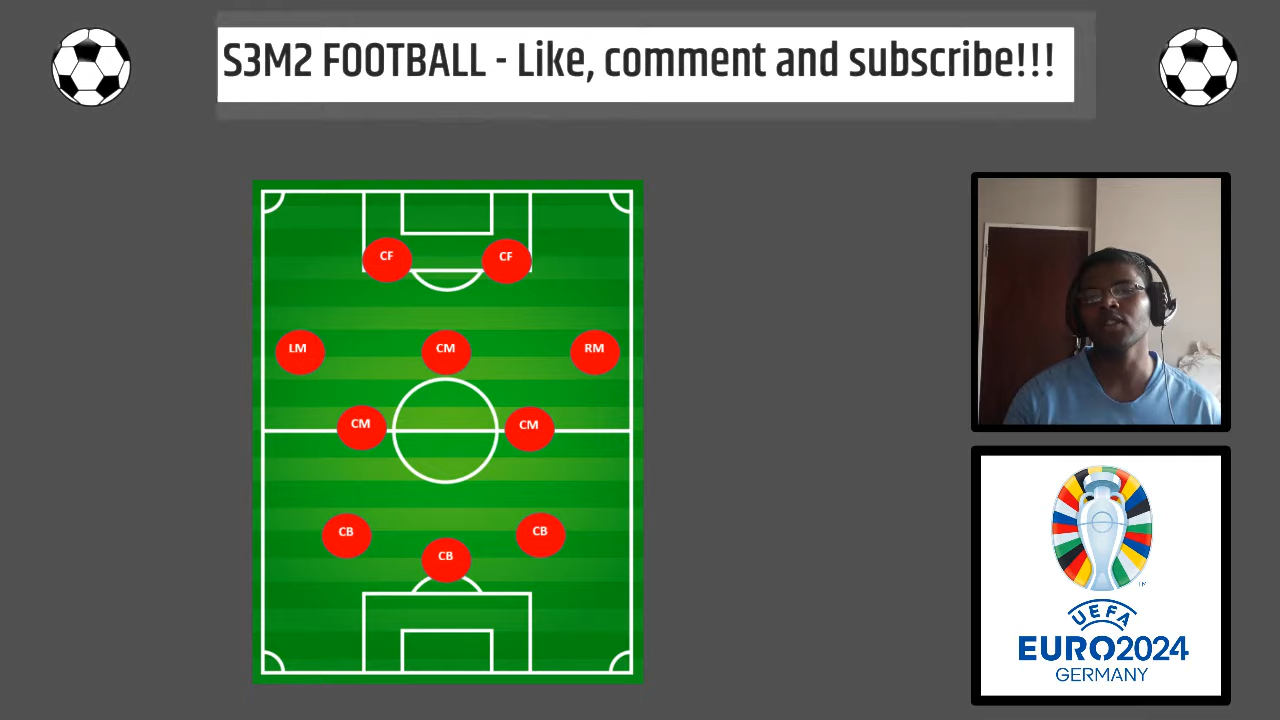 S3M2 FOOTBALL - Like, comment and subscribe!!!
CF CF
LM CM RM
CM CM
CB CB
CB
UEFA
EURO2024
GERMANY